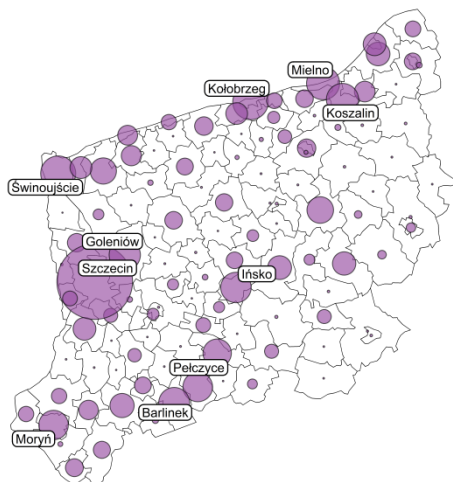 Mielno
Kołobrzeg
Koszalin
Świnoujście
Goleniów
Szczecin
Ińsko
Pełczyce
Barlinek
Moryń